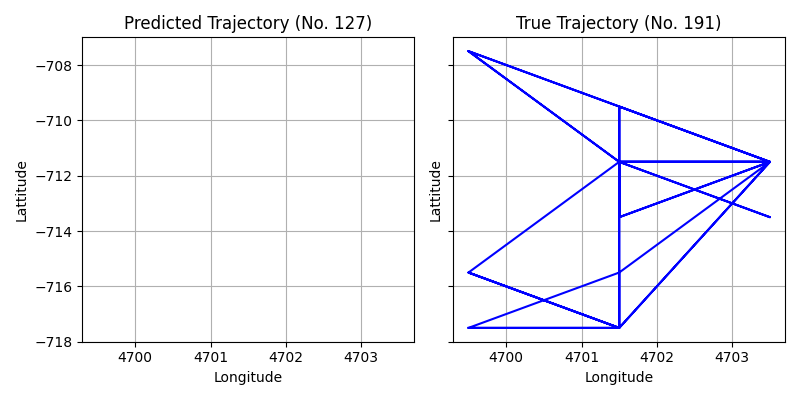 Predicted Trajectory (No. 127)
True Trajectory (No. 191)
−708
−710
−712
−714
−716
−718
Lattitude
Lattitude
4700 4701 4702 4703
4700 4701 4702 4703
Longitude
Longitude